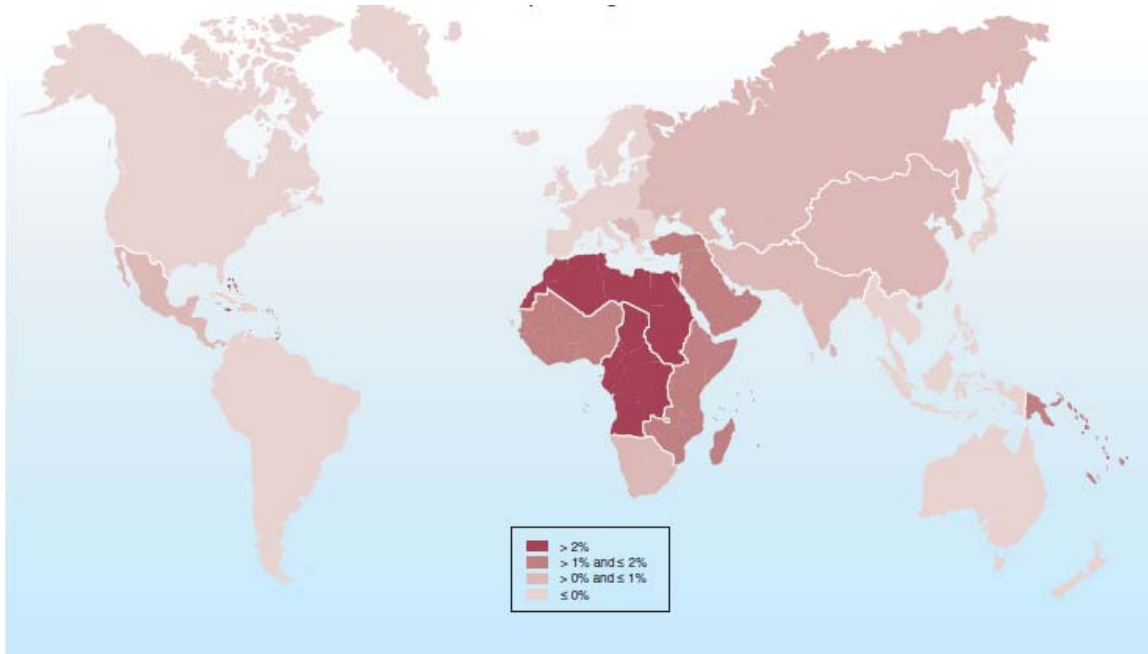 > 2%
> 1% and ≤ 2%
> 0% and ≤ 1%
≤ 0%